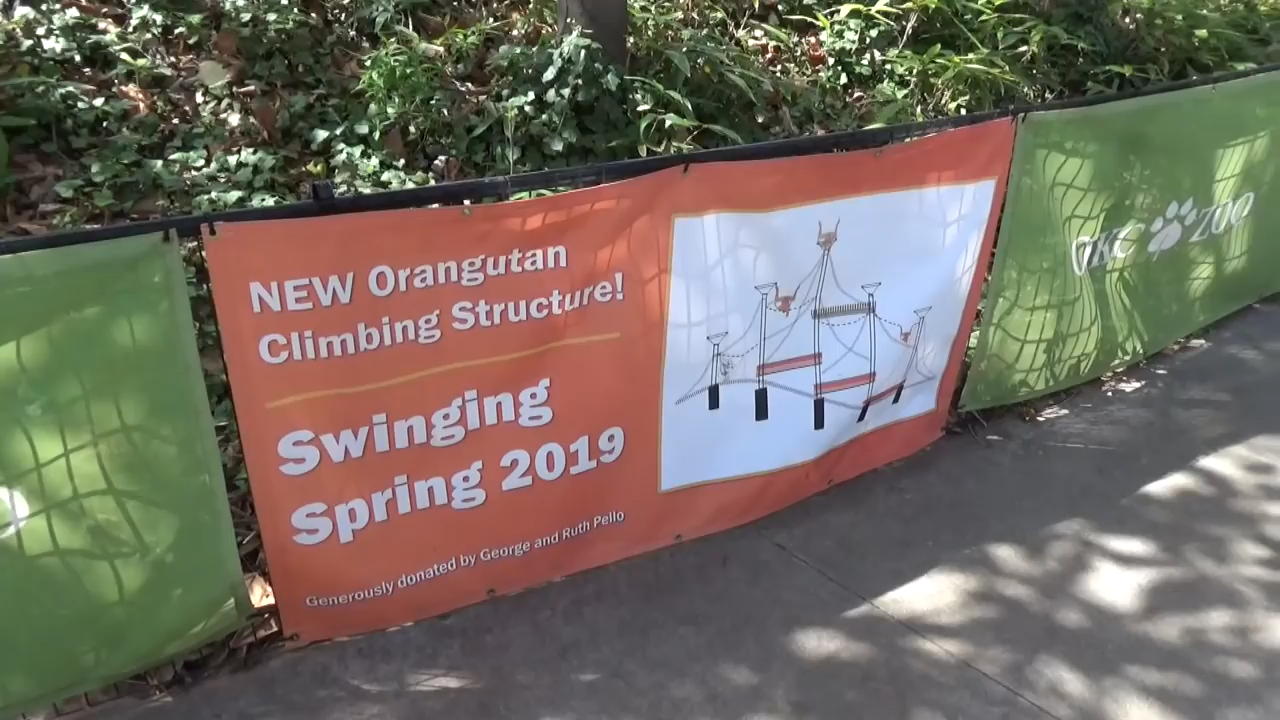 NEW Orangutan
Climbing Structure!
Swinging
Spring 2019
Generously donated by George and Ruth Pello
OKC ZOO